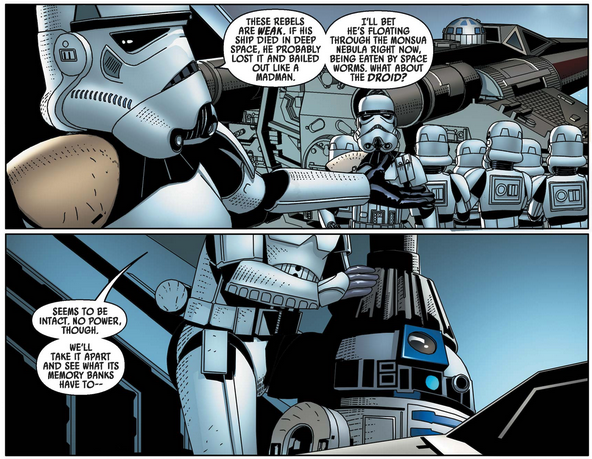 THESE REBELS
ARE WEAK. IF HIS
SHIP DIED IN DEEP
SPACE, HE PROBABLY
LOST IT AND BAILED
OUT LIKE A
MADMAN.
I'LL BET
HE'S FLOATING
THROUGH THE MONSUA
NEBULA RIGHT NOW,
BEING EATEN BY SPACE
WORMS. WHAT ABOUT
THE DROID?
SEEMS TO BE
INTACT. NO POWER,
THOUGH.
WE'LL
TAKE IT APART
AND SEE WHAT ITS
MEMORY BANKS
HAVE TO--